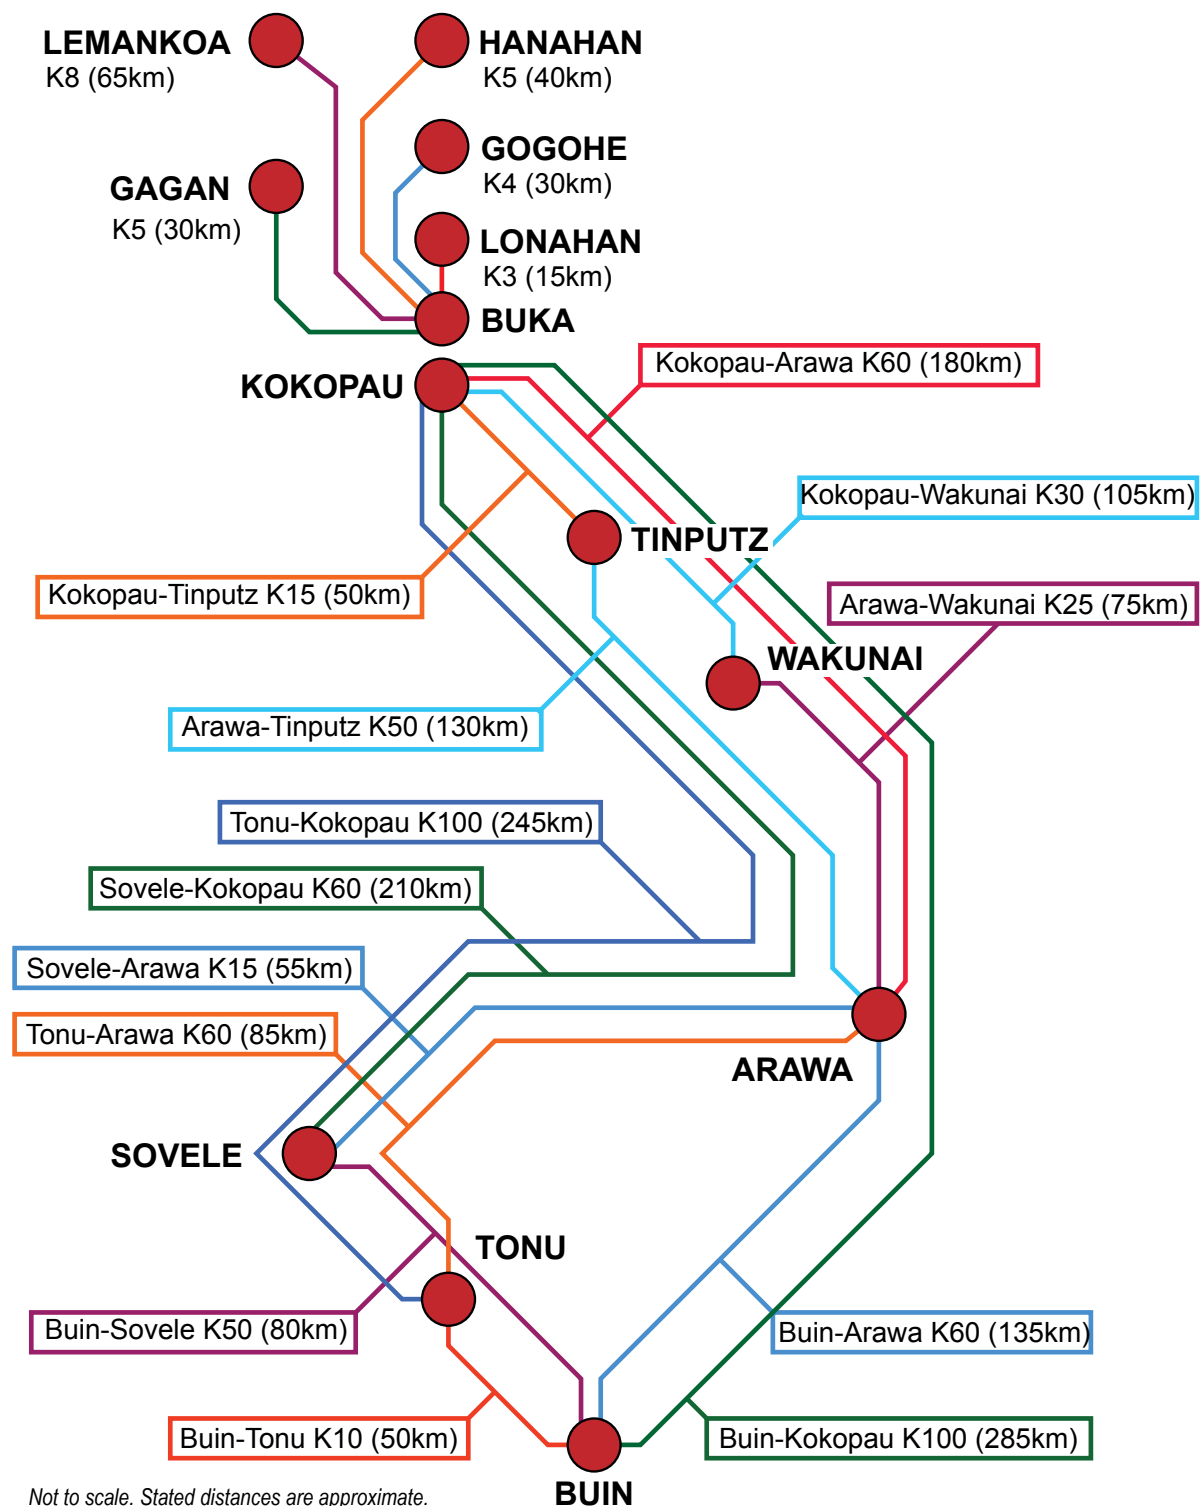 LEMANKOA
K8 (65km)
HANAHAN
K5 (40km)
GOGOHE
K4 (30km)
GAGAN
K5 (30km)
LONAHAN
K3 (15km)
BUKA
KOKOPAU
Kokopau-Arawa K60 (180km)
Kokopau-Wakunai K30 (105km)
TINPUTZ
Kokopau-Tinputz K15 (50km)
Arawa-Wakunai K25 (75km)
WAKUNAI
Arawa-Tinputz K50 (130km)
Tonu-Kokopau K100 (245km)
Sovele-Kokopau K60 (210km)
Sovele-Arawa K15 (55km)
Tonu-Arawa K60 (85km)
ARAWA
SOVELE
TONU
Buin-Sovele K50 (80km)
Buin-Arawa K60 (135km)
Buin-Tonu K10 (50km)
Buin-Kokopau K100 (285km)
BUIN
Not to scale. Stated distances are approximate.